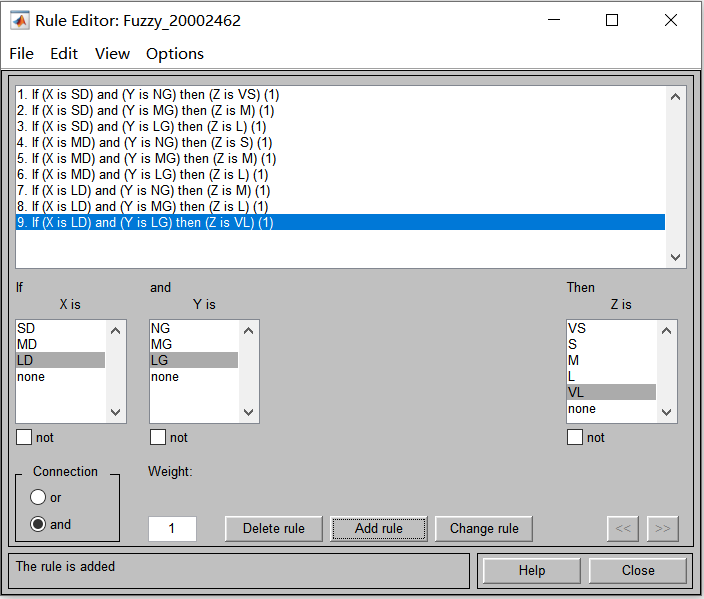 Rule Editor: Fuzzy_20002462
File Edit View Options
1. If (X is SD) and (Y is NG) then (Z is VS) (1)
2. If (X is SD) and (Y is MG) then (Z is M) (1)
3. If (X is SD) and (Y is LG) then (Z is L) (1)
4. If (X is MD) and (Y is NG) then (Z is S) (1)
5. If (X is MD) and (Y is MG) then (Z is M) (1)
6. If (X is MD) and (Y is LG) then (Z is L) (1)
7. If (X is LD) and (Y is NG) then (Z is M) (1)
8. If (X is LD) and (Y is MG) then (Z is L) (1)
9. If (X is LD) and (Y is LG) then (Z is VL) (1)
If
X is
SD
MD
LD
none
not
and
Y is
NG
MG
LG
none
not
Then
Z is
VS
S
M
L
VL
none
not
Connection
or
and
Weight:
1
Delete rule
Add rule
Change rule
<<
>>
The rule is added
Help
Close